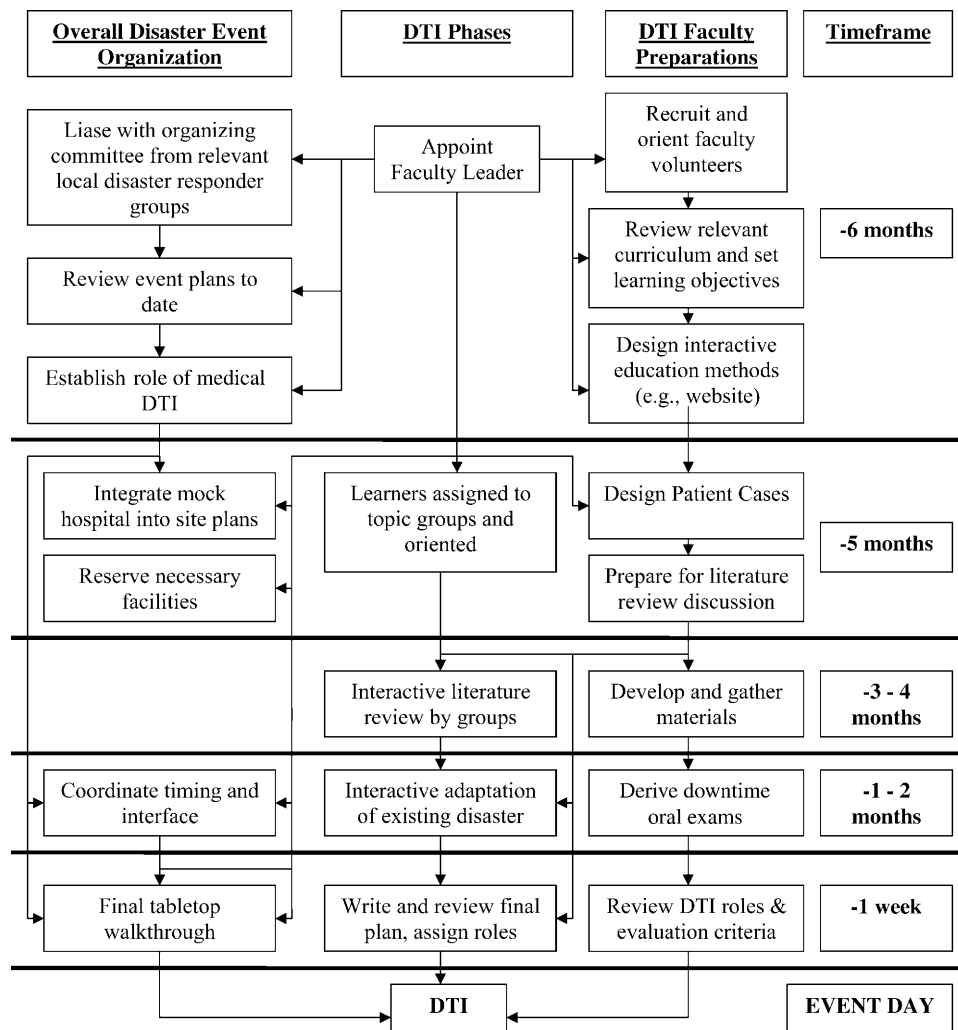 Overall Disaster Event
Organization
DTI Phases
DTI Faculty
Preparations
Timeframe
Liase with organizing
committee from relevant
local disaster responder
groups
Appoint
Faculty Leader
Recruit and
orient faculty
volunteers
Review event plans to
date
Review relevant
curriculum and set
learning objectives
-6 months
Establish role of medical
DTI
Design interactive
education methods
(e.g., website)
Integrate mock
hospital into site plans
Learners assigned to
topic groups and
oriented
Design Patient Cases
-5 months
Reserve necessary
facilities
Prepare for literature
review discussion
Interactive literature
review by groups
Develop and gather
materials
-3 - 4
months
Coordinate timing and
interface
Interactive adaptation
of existing disaster
Derive downtime
oral exams
-1 - 2
months
Final tabletop
walkthrough
Write and review final
plan, assign roles
Review DTI roles &
evaluation criteria
-1 week
DTI
EVENT DAY